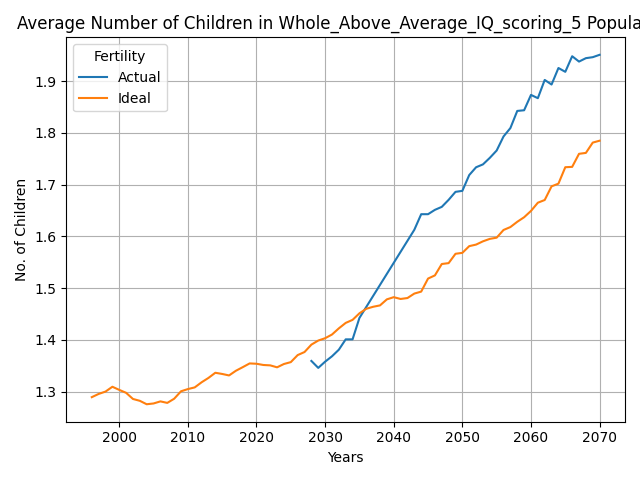 Average Number of Children in Whole_Above_Average_IQ_scoring_5 Popula
Fertility
Actual
Ideal
No. of Children
1.9
1.8
1.7
1.6
1.5
1.4
1.3
2000 2010 2020 2030 2040 2050 2060 2070
Years